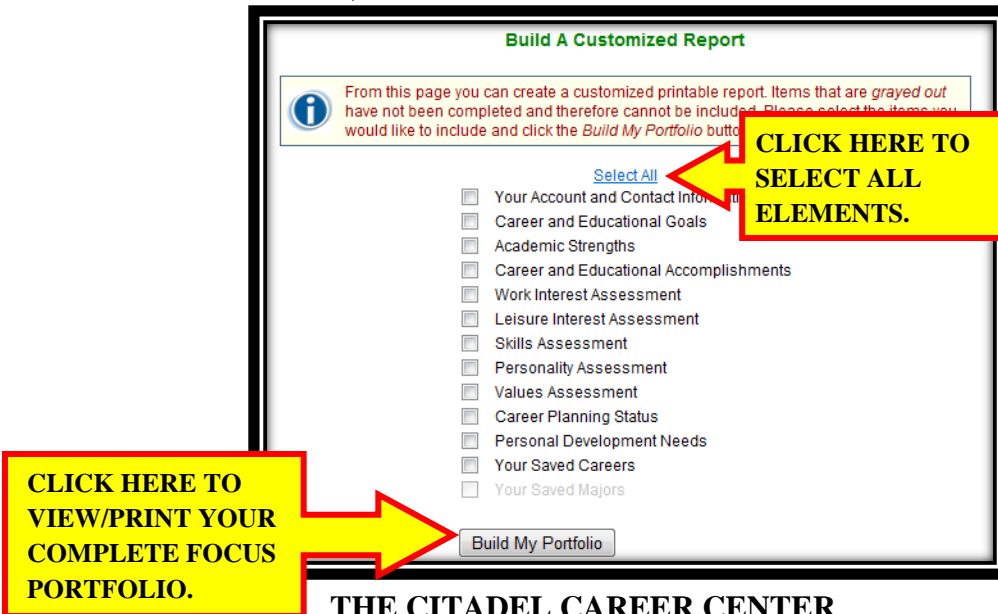 Build A Customized Report
From this page you can create a customized printable report. Items that are grayed out
have not been completed and therefore cannot be included. Please select the items you
would like to include and click the Build My Portfolio
CLICK HERE TO
SELECT ALL
ELEMENTS.
Select All
Your Account and Contact
Career and Educational Goals
Academic Strengths
Career and Educational Accomplishments
Work Interest Assessment
Leisure Interest Assessment
Skills Assessment
Personality Assessment
Values Assessment
Career Planning Status
Personal Development Needs
Your Saved Careers
Your Saved Majors
CLICK HERE TO
VIEW/PRINT YOUR
COMPLETE FOCUS
PORTFOLIO.
Build My Portfolio
THE CITADEL CAREER CENTER